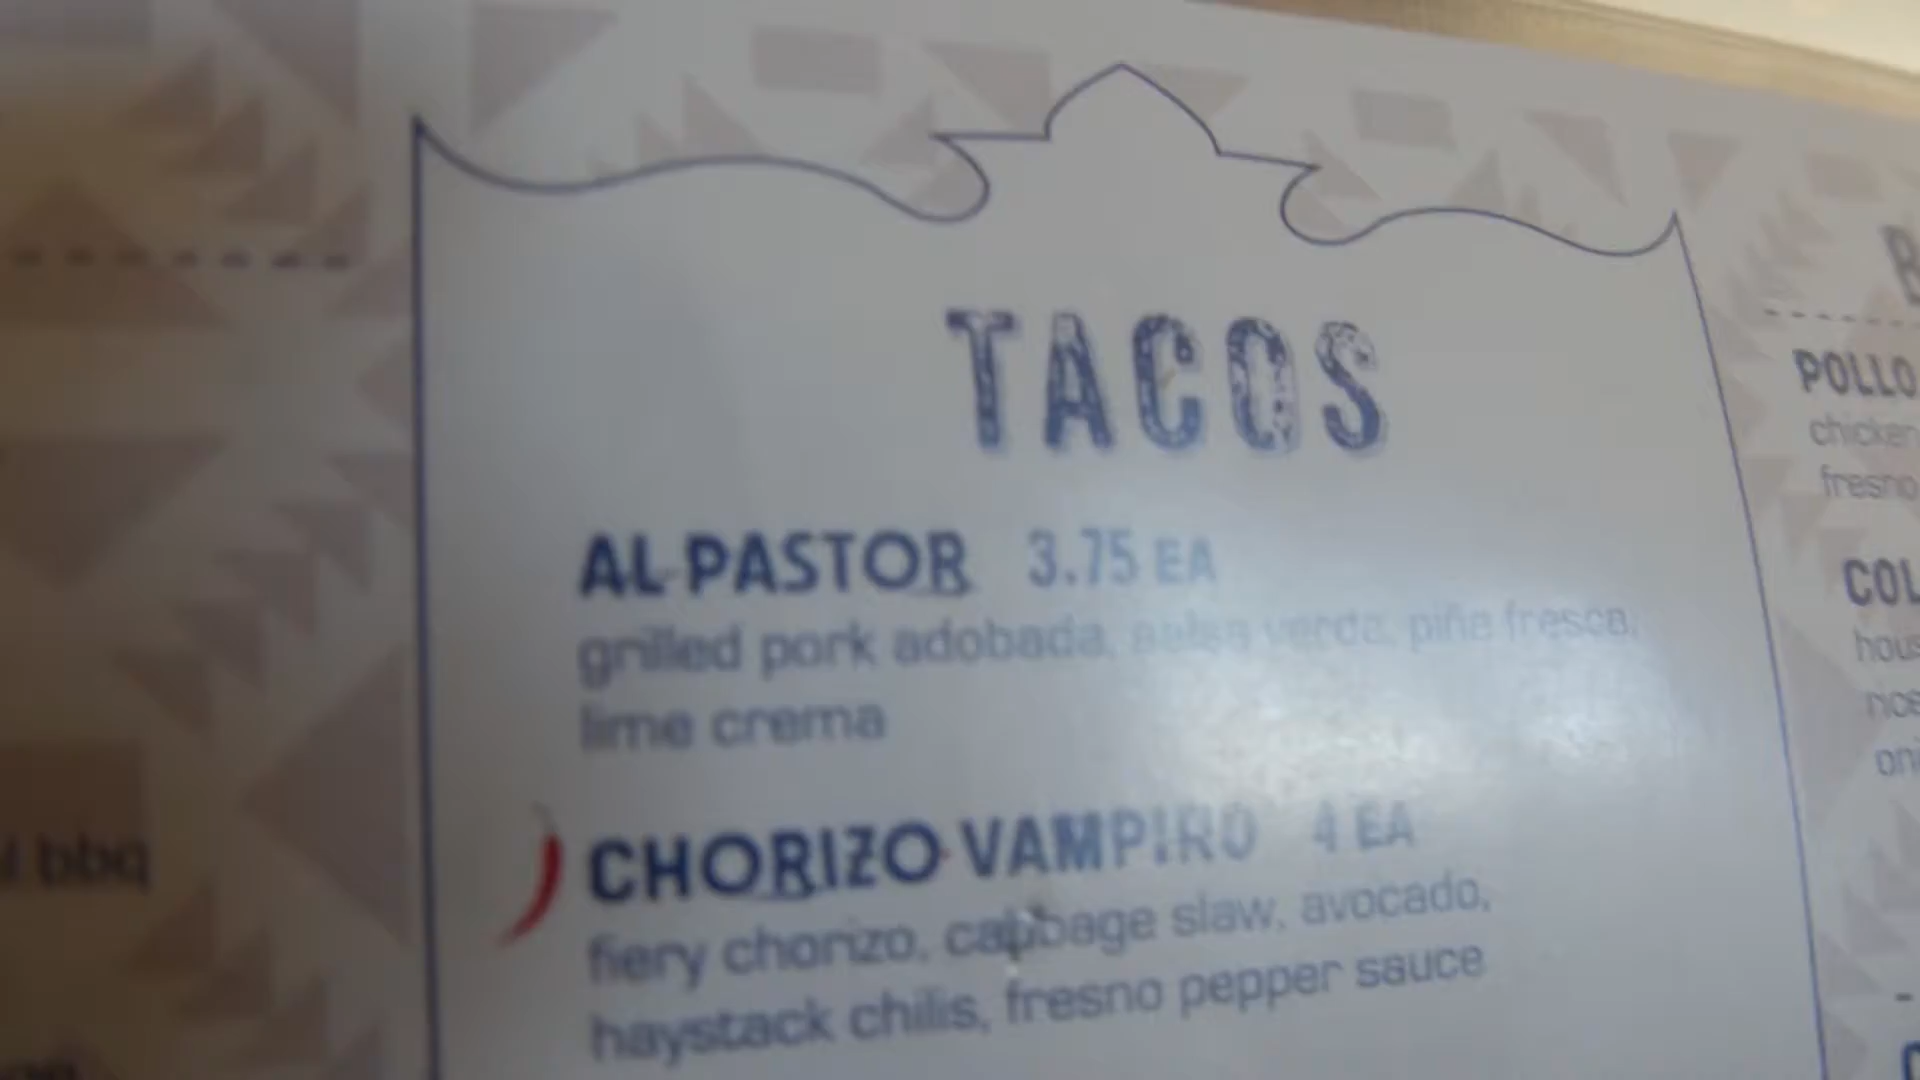 TACOS
AL PASTOR 3.75 EA
grilled pork adobada, salsa verde, piña fresca,
lime crema
CHORIZO VAMPIRO 4 EA
fiery chorizo, cabbage slaw, avocado,
haystack chilis, fresno pepper sauce
bbq
POLLO
chicken
fresno